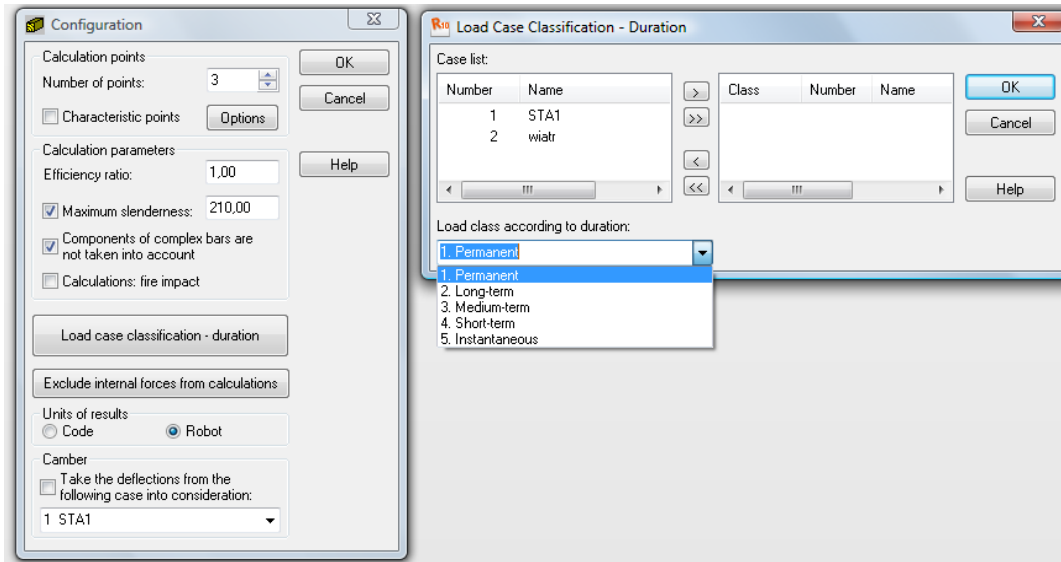 Configuration
Calculation points
Number of points:
3
Characteristic points
Options
Calculation parameters
Efficiency ratio:
1,00
Maximum slenderness:
210,00
Components of complex bars are
not taken into account
Calculations: fire impact
Load case classification - duration
Exclude internal forces from calculations
Units of results
Code
Robot
Camber
Take the deflections from the
following case into consideration:
1 STA1
OK
Cancel
Help
Load Case Classification - Duration
Case list:
Number Name
1 STA1
2 wiatr
>
>>
<
<<
Class Number Name
OK
Cancel
Help
Load class according to duration:
1. Permanent
1. Permanent
2. Long-term
3. Medium-term
4. Short-term
5. Instantaneous